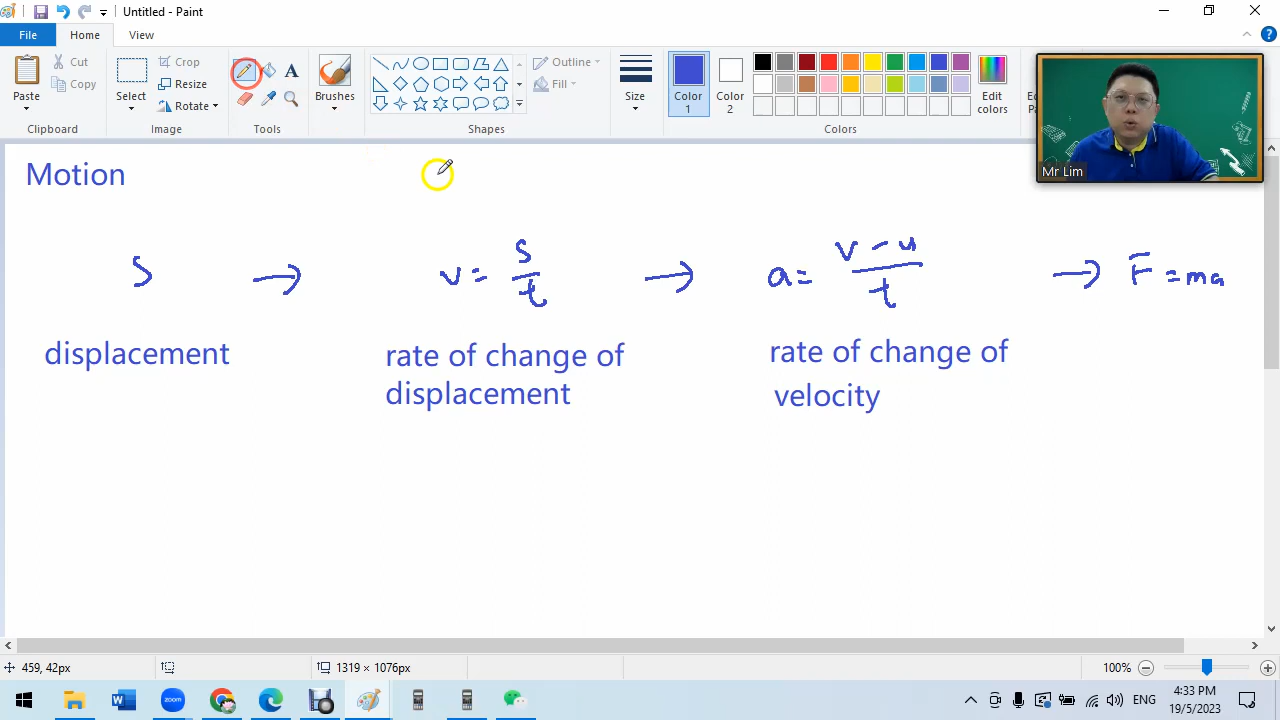 Untitled - Paint
File Home View
Paste
Cut
Copy
Clipboard
Select
Crop
Resize
Rotate
Image
A
Tools
Brushes
Shapes
Outline
Fill
Size
Color 1
Color 2
Edit colors
Colors
Mr Lim
Motion
S → v = s/t → a = v - u/t → F = ma
displacement
rate of change of displacement
rate of change of velocity
459, 42px
1319 × 1076px
100%
zoom
ENG
4:33 PM
19/5/2023